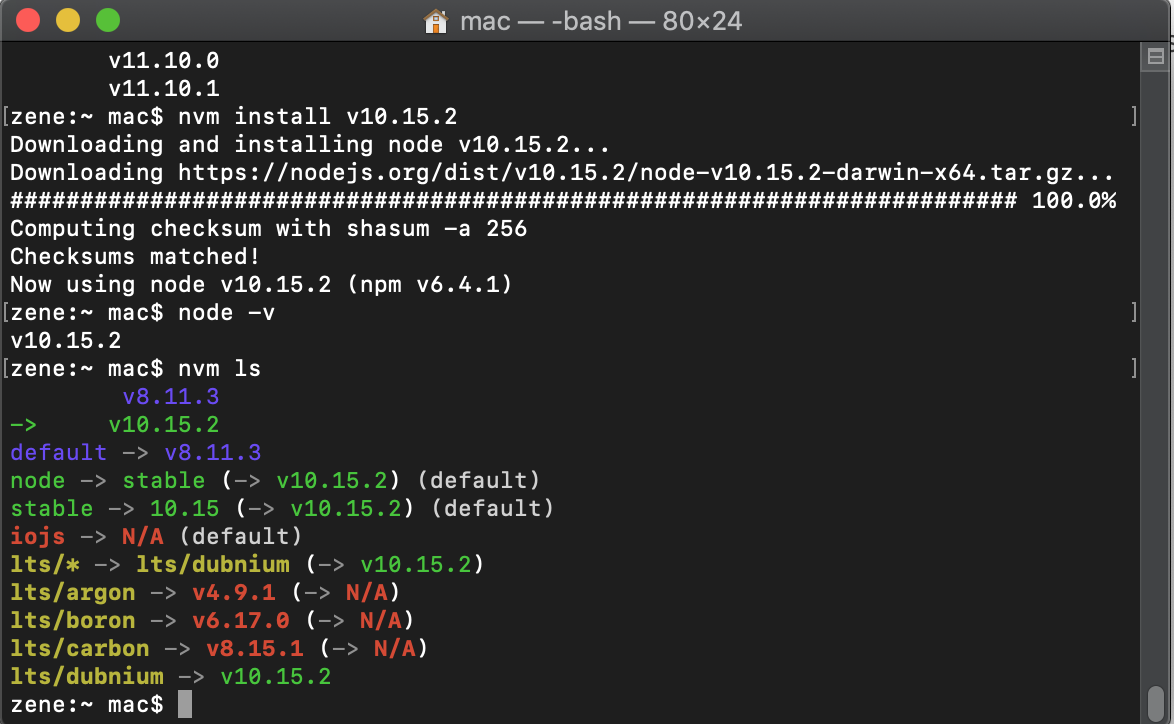 mac — -bash — 80×24
v11.10.0
v11.10.1
[zene:~ mac$ nvm install v10.15.2 ]
Downloading and installing node v10.15.2...
Downloading https://nodejs.org/dist/v10.15.2/node-v10.15.2-darwin-x64.tar.gz...
######################################################################## 100.0%
Computing checksum with shasum -a 256
Checksums matched!
Now using node v10.15.2 (npm v6.4.1)
[zene:~ mac$ node -v ]
v10.15.2
[zene:~ mac$ nvm ls ]
v8.11.3
-> v10.15.2
default -> v8.11.3
node -> stable (-> v10.15.2) (default)
stable -> 10.15 (-> v10.15.2) (default)
iojs -> N/A (default)
lts/* -> lts/dubnium (-> v10.15.2)
lts/argon -> v4.9.1 (-> N/A)
lts/boron -> v6.17.0 (-> N/A)
lts/carbon -> v8.15.1 (-> N/A)
lts/dubnium -> v10.15.2
zene:~ mac$